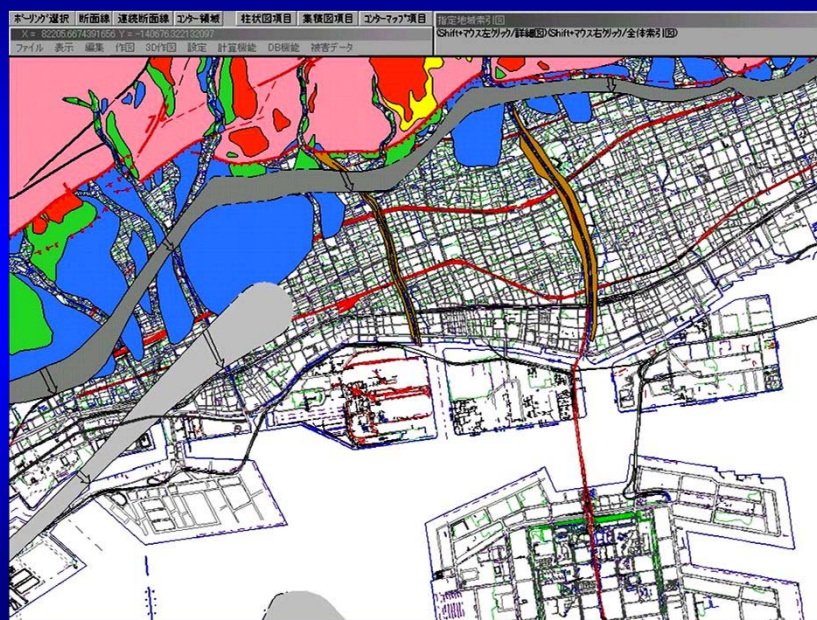 ボーリング選択 断面線 連続断面線 コンター領域 柱状図項目 集積図項目 コンターマップ項目
指定地域索引図
X = 82205.6674391656 Y = -140676.322132097
(Shift+マウス左クリック/詳細図)(Shift+マウス右クリック/全体索引図)
ファイル 表示 編集 作図 3D作図 設定 計算機能 DB機能 被害データ